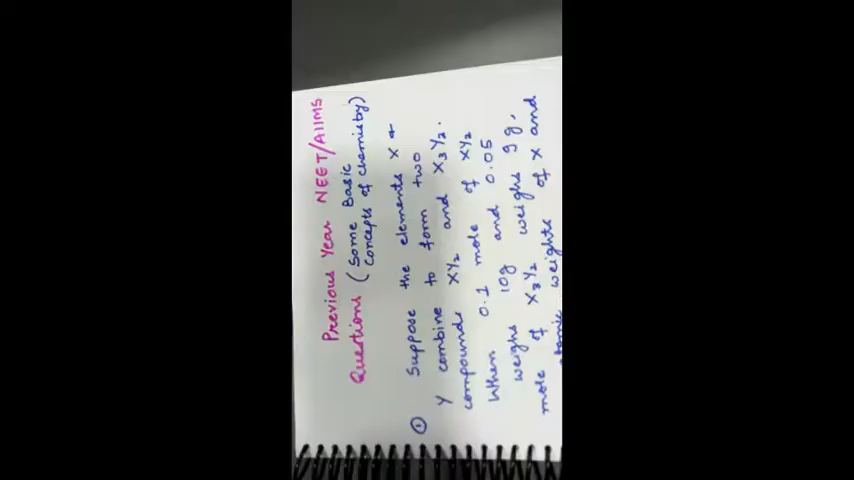 Previous Year NEET/AIIMS
Questions (Some Basic
Concepts of chemistry)
① Suppose the elements X &
Y combine to form two
compounds XY₂ and X₃Y₂.
When 0.1 mole of XY₂
weighs 10g and 0.05
mole of X₃Y₂ weighs 9g,
atomic weights of X and